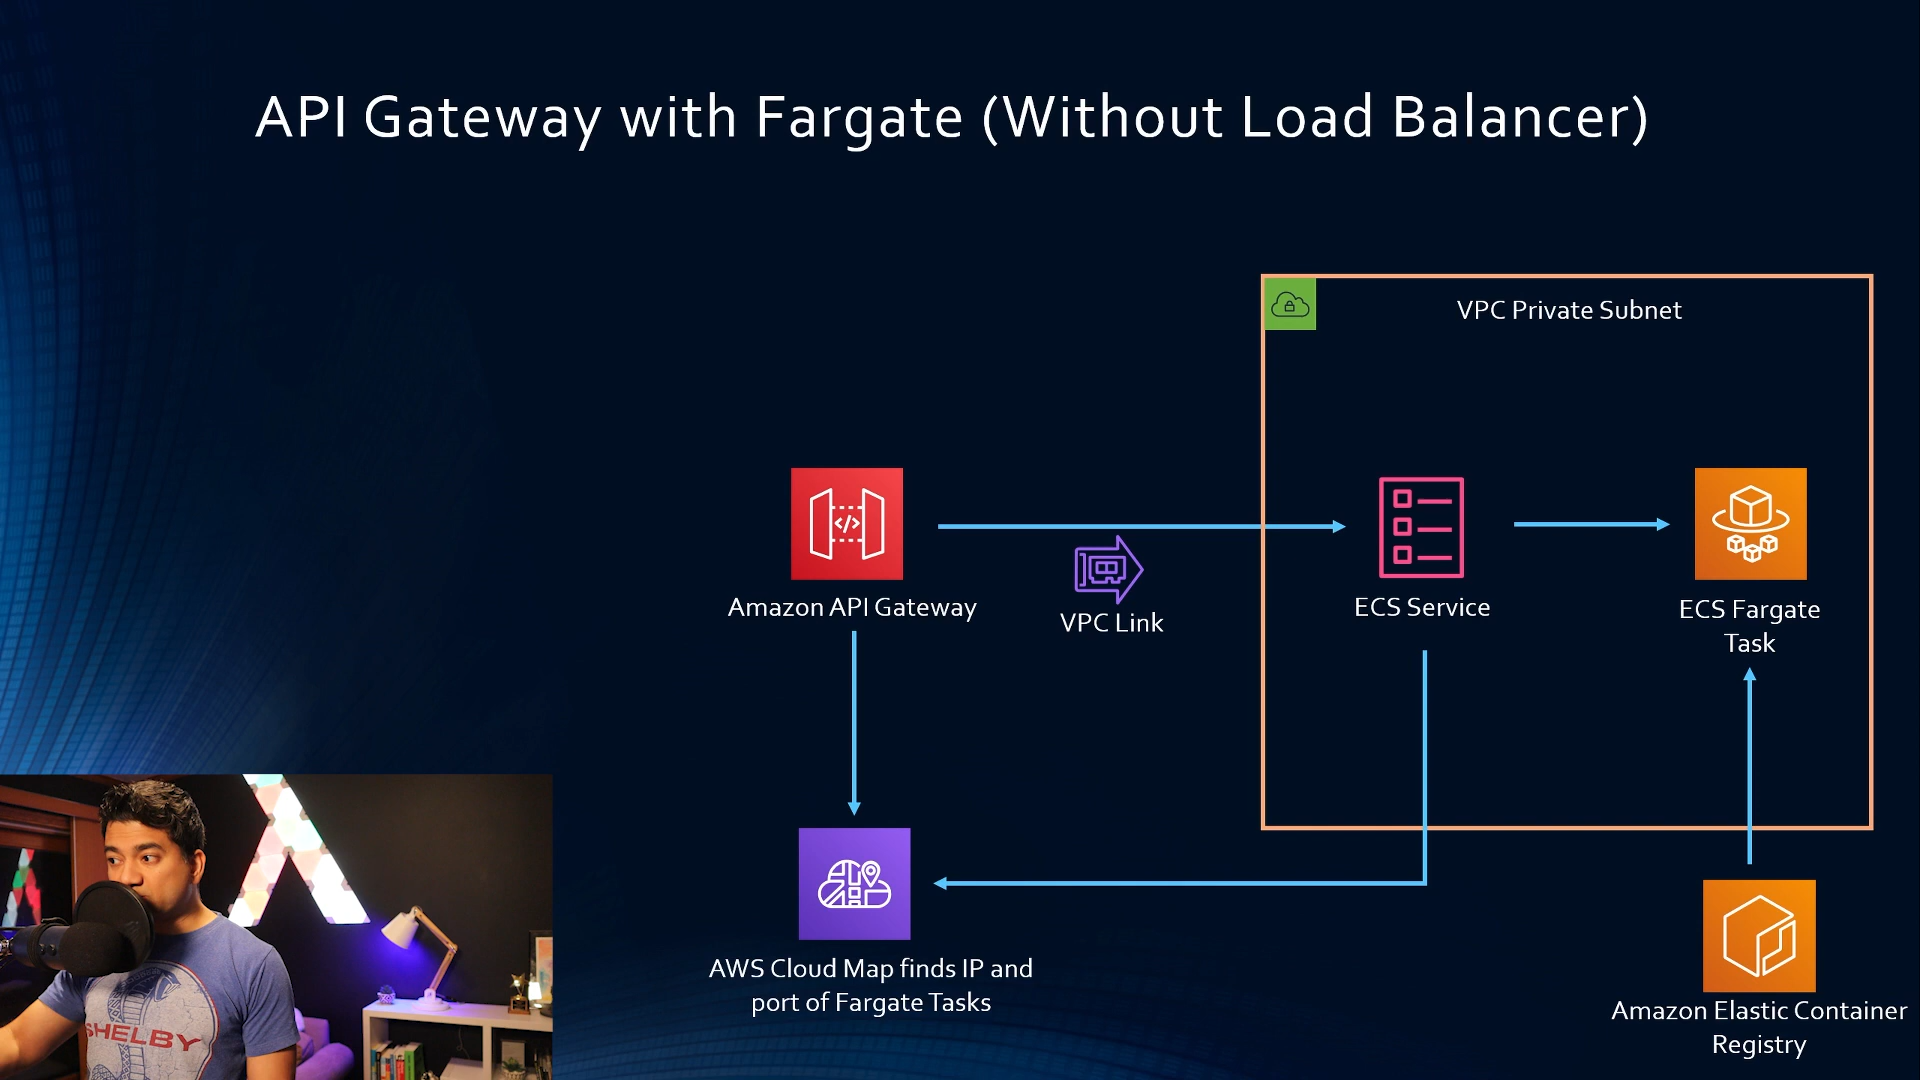 API Gateway with Fargate (Without Load Balancer)
VPC Private Subnet
Amazon API Gateway
VPC Link
ECS Service
ECS Fargate
Task
AWS Cloud Map finds IP and
port of Fargate Tasks
Amazon Elastic Container
Registry
SHELBY